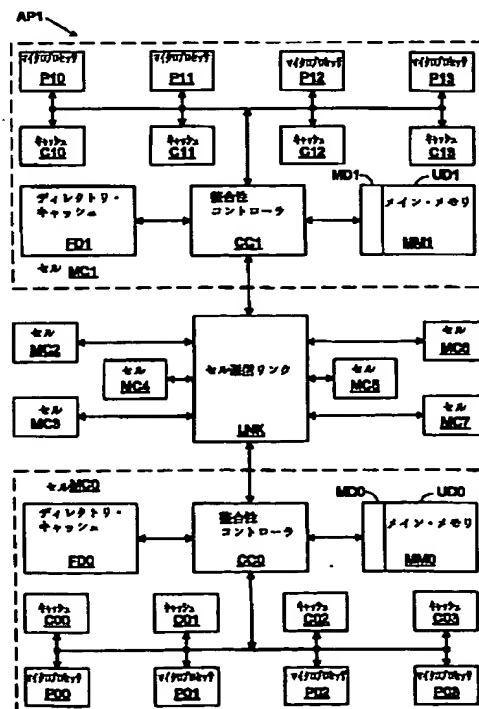 AP1
マイクロプロセッサ マイクロプロセッサ マイクロプロセッサ マイクロプロセッサ
P10 P11 P12 P13
キャッシュ キャッシュ キャッシュ キャッシュ
C10 C11 C12 C13
MD1 UD1
ディレクトリ・
キャッシュ
FD1
整合性
コントローラ
CC1
メイン・メモリ
MM1
セル MC1
セル
MC2
セル
MC6
セル
MC4
セル通信リンク
LNK
セル
MC5
セル
MC3
セル
MC7
セル MC0
MD0 UD0
ディレクトリ・
キャッシュ
FD0
整合性
コントローラ
CC0
メイン・メモリ
MM0
キャッシュ キャッシュ キャッシュ キャッシュ
C00 C01 C02 C03
マイクロプロセッサ マイクロプロセッサ マイクロプロセッサ マイクロプロセッサ
P00 P01 P02 P03